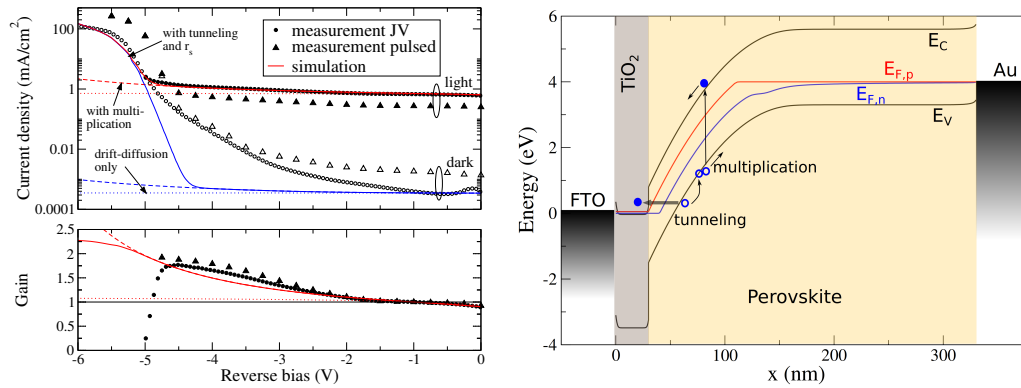 100
1
0.01
0.0001
Current density (mA/cm²)
with tunneling
and r_s
measurement JV
measurement pulsed
simulation
light
with multi-
plication
drift-diffusion
only
dark
2.5
2
1.5
1
0.5
0
Gain
-6 -5 -4 -3 -2 -1 0
Reverse bias (V)
6
4
2
0
-2
-4
Energy (eV)
TiO₂
E_C
E_F,p
E_F,n
E_V
Au
FTO
multiplication
tunneling
Perovskite
0 100 200 300
x (nm)